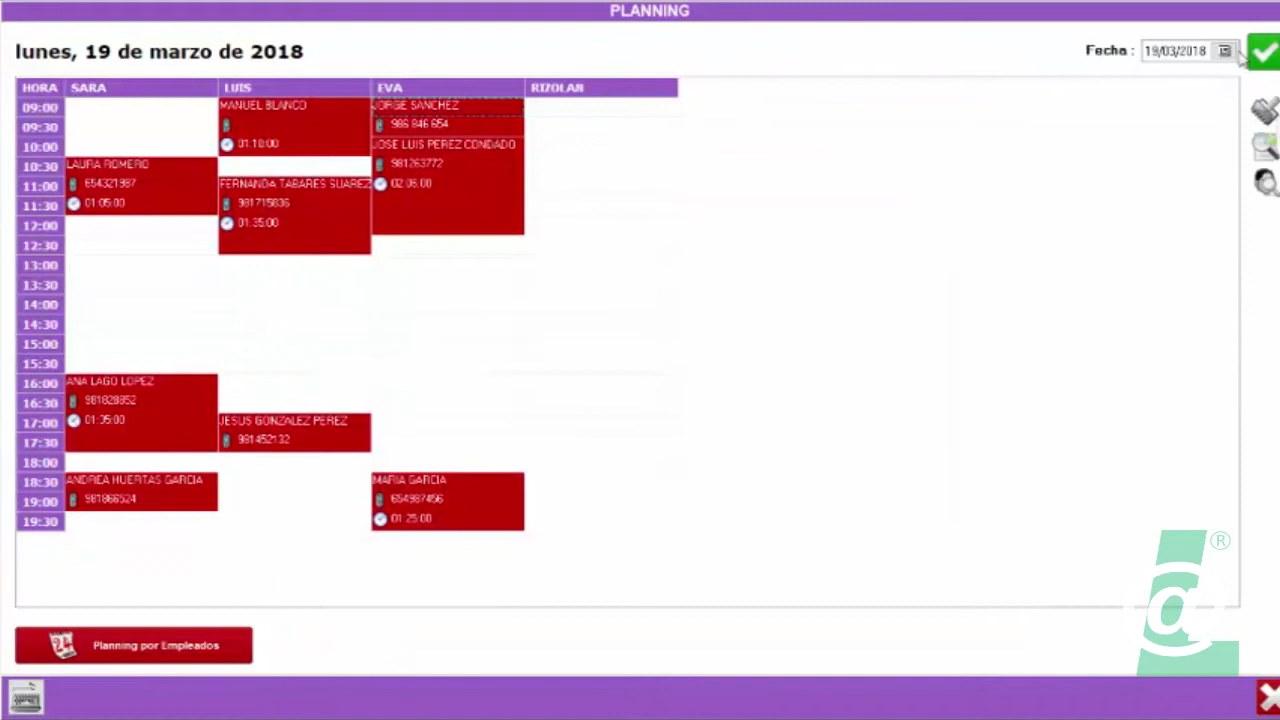 PLANNING
lunes, 19 de marzo de 2018
Fecha : 19/03/2018
HORA SARA LUIS EVA RIZOLAN
09:00 MANUEL BLANCO JORGE SANCHEZ
09:30 986 846 654
10:00 01:10:00 JOSE LUIS PEREZ CONDADO
10:30 LAURA ROMERO 981263772
11:00 654321987 FERNANDA TABARES SUAREZ 02:05:00
11:30 01:05:00 981715836
12:00 01:35:00
12:30
13:00
13:30
14:00
14:30
15:00
15:30
16:00 ANA LAGO LOPEZ
16:30 981828852
17:00 01:35:00 JESUS GONZALEZ PEREZ
17:30 981452132
18:00
18:30 ANDREA HUERTAS GARCIA MARIA GARCIA
19:00 981866524 654987456
19:30 01:25:00
@
®
24 Planning por Empleados